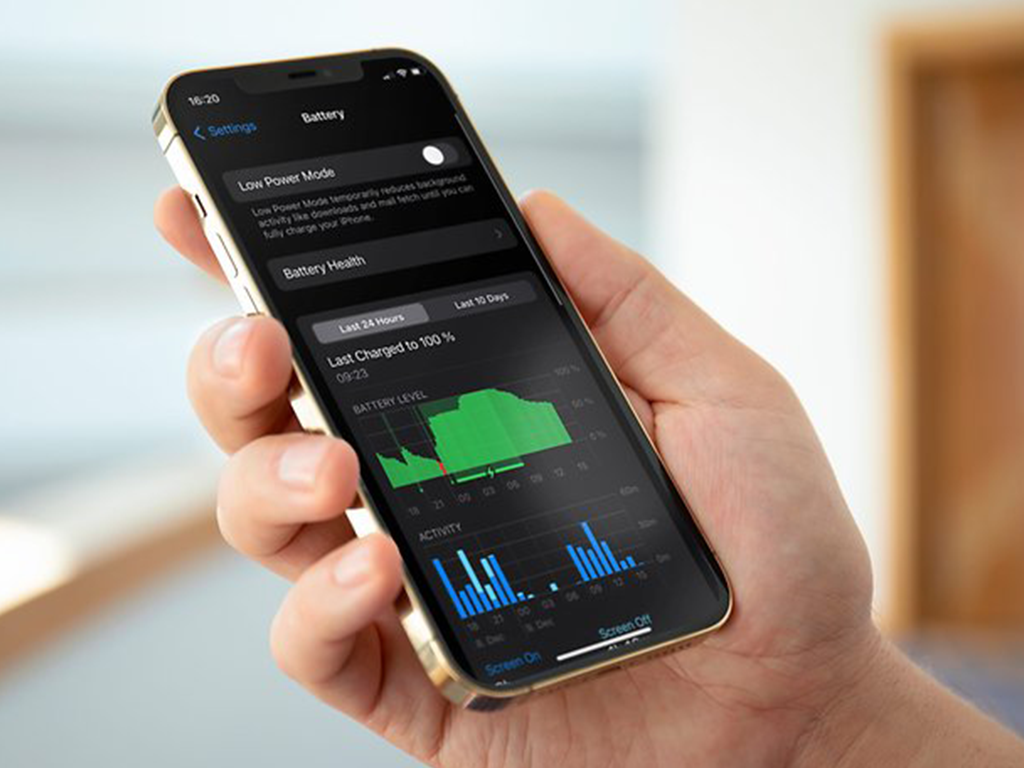 16:20
Settings
Battery
Low Power Mode
Low Power Mode temporarily reduces background
activity like downloads and mail fetch until you can
fully charge your iPhone.
Battery Health
Last 24 Hours
Last 10 Days
Last Charged to 100 %
09:23
BATTERY LEVEL
100 %
50 %
0 %
18 21 00 03 06 09 12 15
ACTIVITY
60m
30m
0m
18 21 00 03 06 09 12 15
8. Dec 9. Dec
Screen On
Screen Off